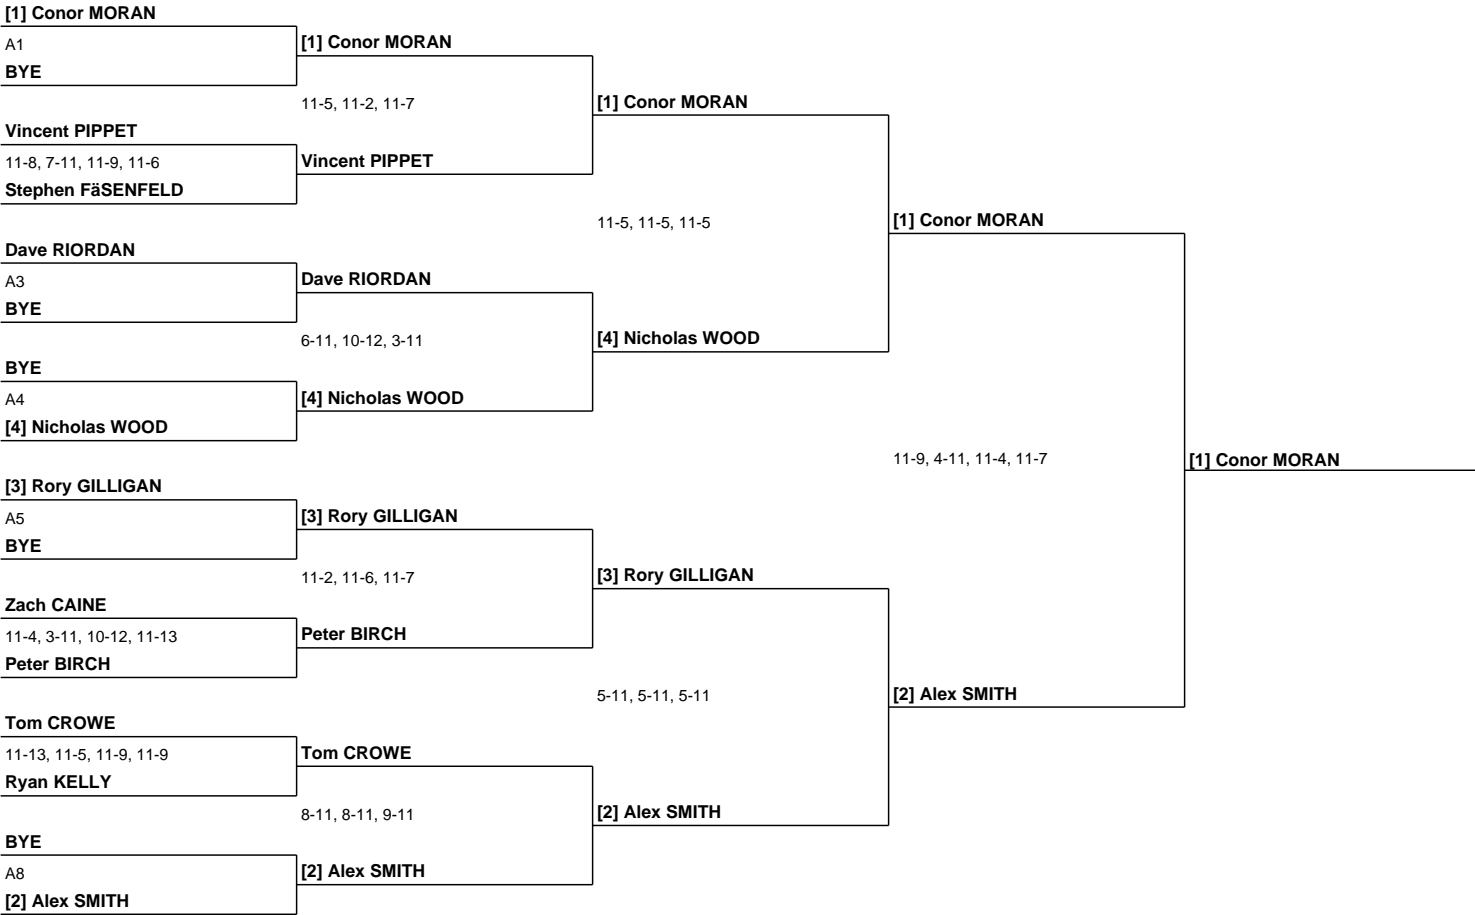 [1] Conor MORAN
A1
BYE
Vincent PIPPET
11-8, 7-11, 11-9, 11-6
Stephen FäSENFELD
Dave RIORDAN
A3
BYE
BYE
A4
[4] Nicholas WOOD
[3] Rory GILLIGAN
A5
BYE
Zach CAINE
11-4, 3-11, 10-12, 11-13
Peter BIRCH
Tom CROWE
11-13, 11-5, 11-9, 11-9
Ryan KELLY
BYE
A8
[2] Alex SMITH
[1] Conor MORAN
11-5, 11-2, 11-7
Vincent PIPPET
Dave RIORDAN
6-11, 10-12, 3-11
[4] Nicholas WOOD
[3] Rory GILLIGAN
11-2, 11-6, 11-7
Peter BIRCH
Tom CROWE
8-11, 8-11, 9-11
[2] Alex SMITH
[1] Conor MORAN
11-5, 11-5, 11-5
[4] Nicholas WOOD
[3] Rory GILLIGAN
5-11, 5-11, 5-11
[2] Alex SMITH
[1] Conor MORAN
11-9, 4-11, 11-4, 11-7
[2] Alex SMITH
[1] Conor MORAN